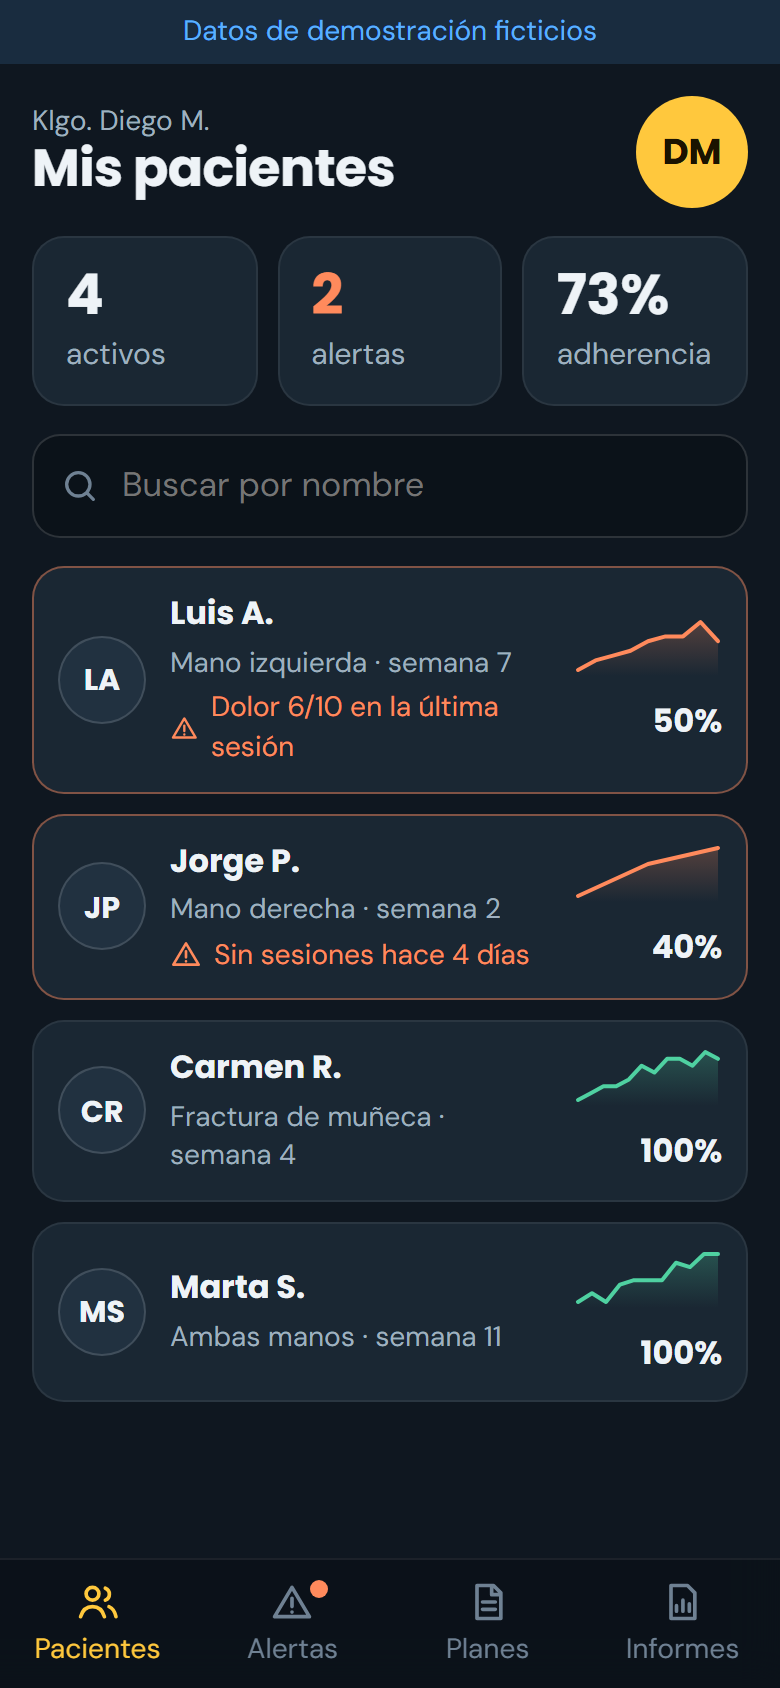 Datos de demostración ficticios
Klgo. Diego M.
Mis pacientes
DM
4
activos
2
alertas
73%
adherencia
Buscar por nombre
LA
Luis A.
Mano izquierda · semana 7
Dolor 6/10 en la última
sesión
50%
JP
Jorge P.
Mano derecha · semana 2
Sin sesiones hace 4 días
40%
CR
Carmen R.
Fractura de muñeca ·
semana 4
100%
MS
Marta S.
Ambas manos · semana 11
100%
Pacientes
Alertas
Planes
Informes